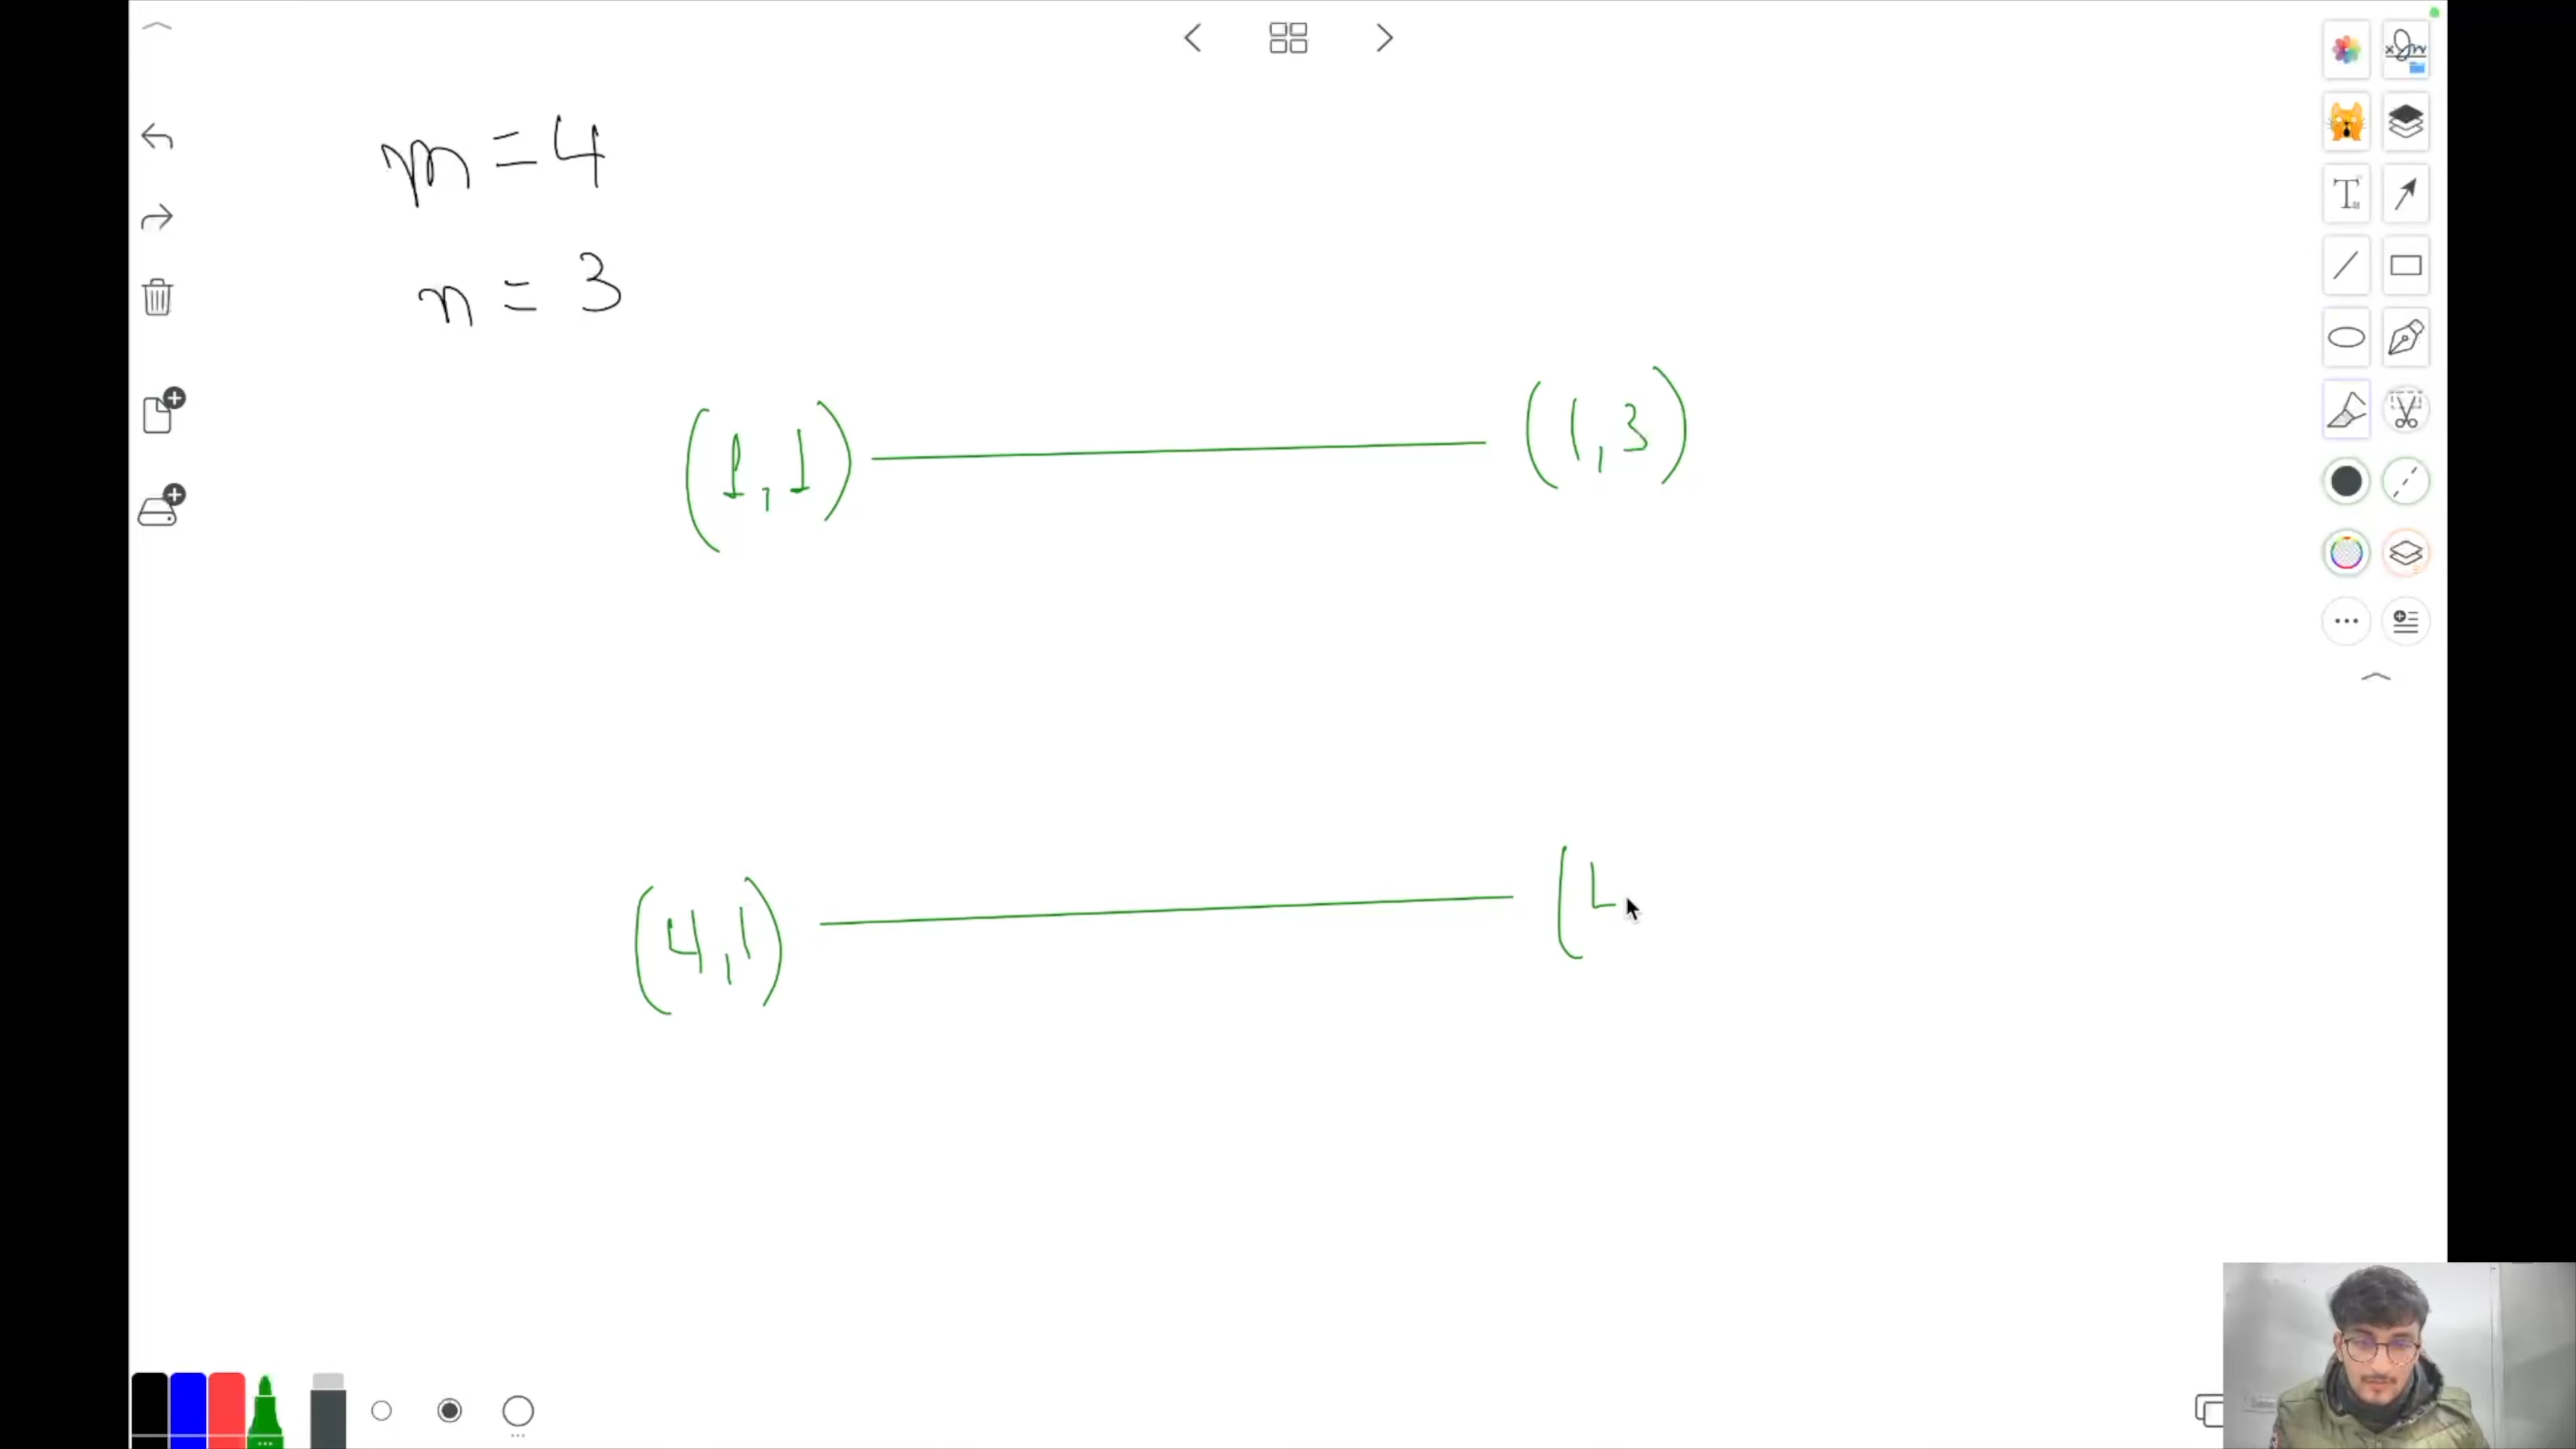 m = 4
n = 3
(1,1) (1,3)
(4,1) (